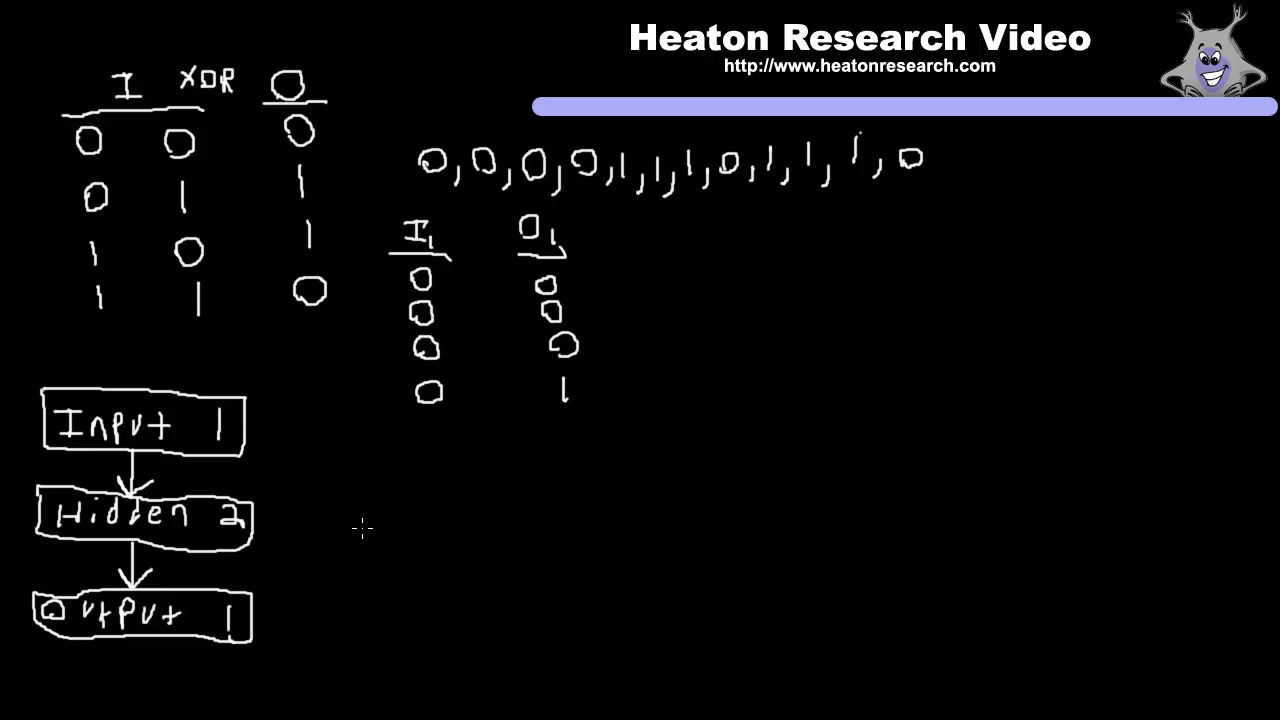 Heaton Research Video
http://www.heatonresearch.com
I XOR O
0 0 0
0 1 1
1 0 1
1 1 0
0,0,0,0,1,1,1,0,1,1,1,0
I1 O1
0 0
0 0
0 0
0 1
Input 1
Hidden 2
Output 1